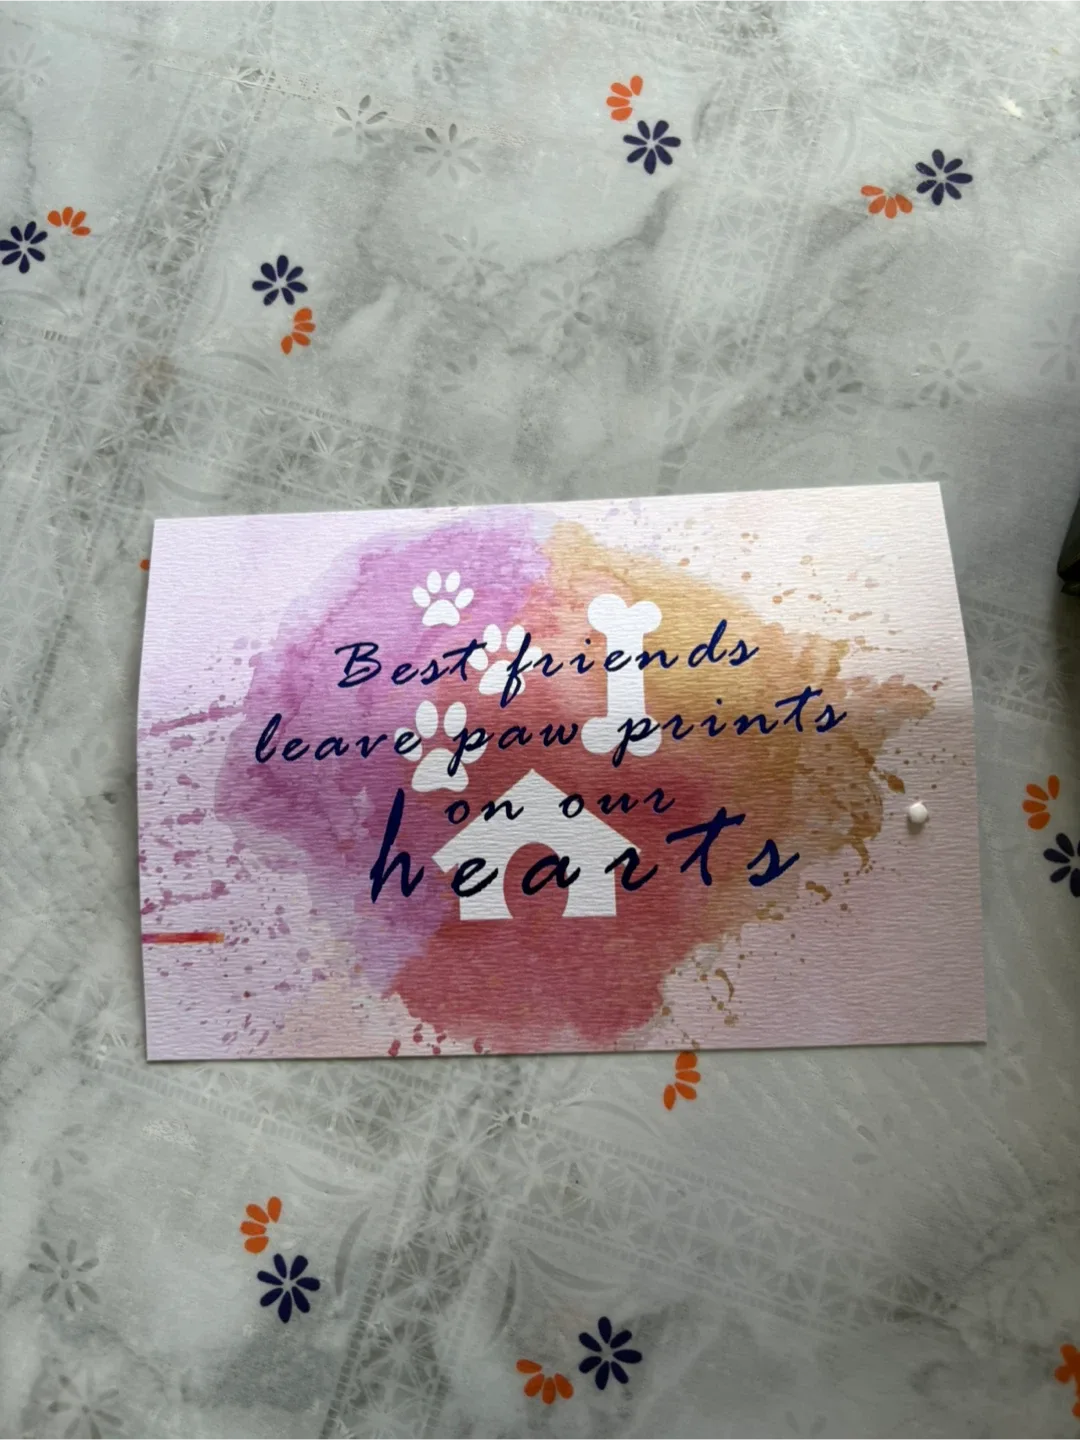 Best friends
leave paw prints
on our
hearts